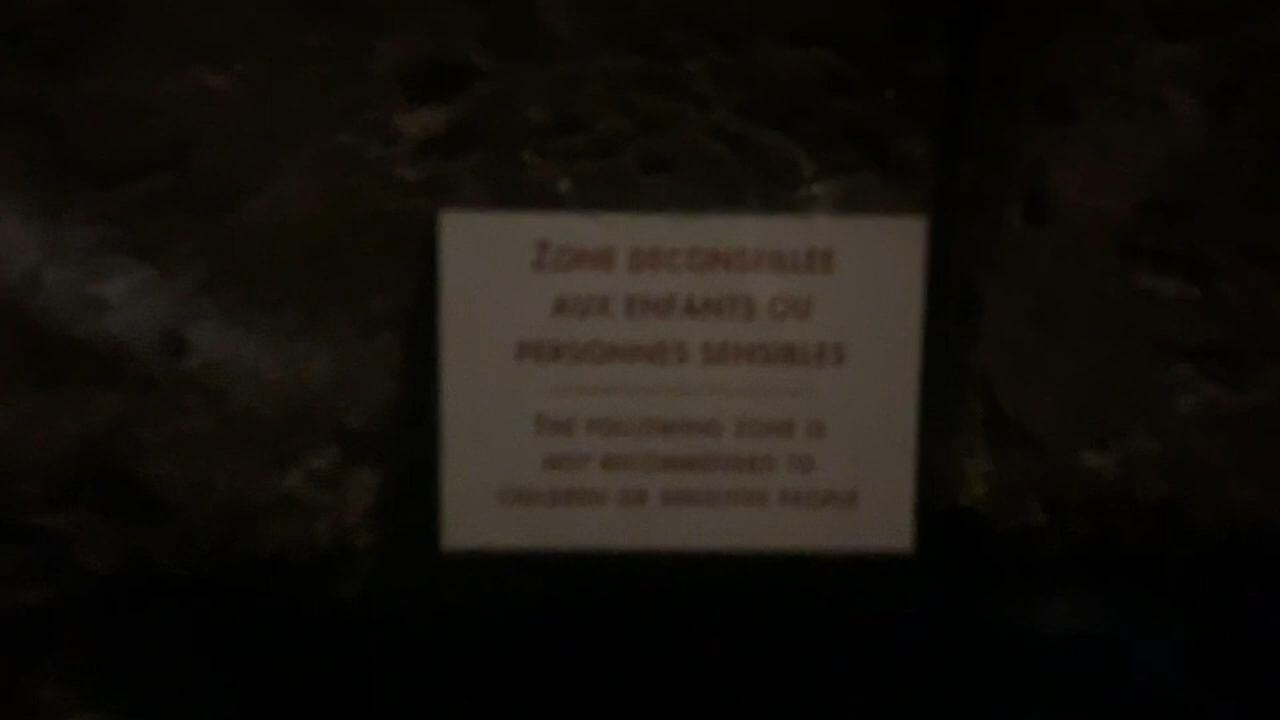 ZONE DECONSEILLEE
AUX ENFANTS OU
PERSONNES SENSIBLES
THE FOLLOWING ZONE IS
NOT RECOMMENDED TO
CHILDREN OR SENSITIVE PEOPLE